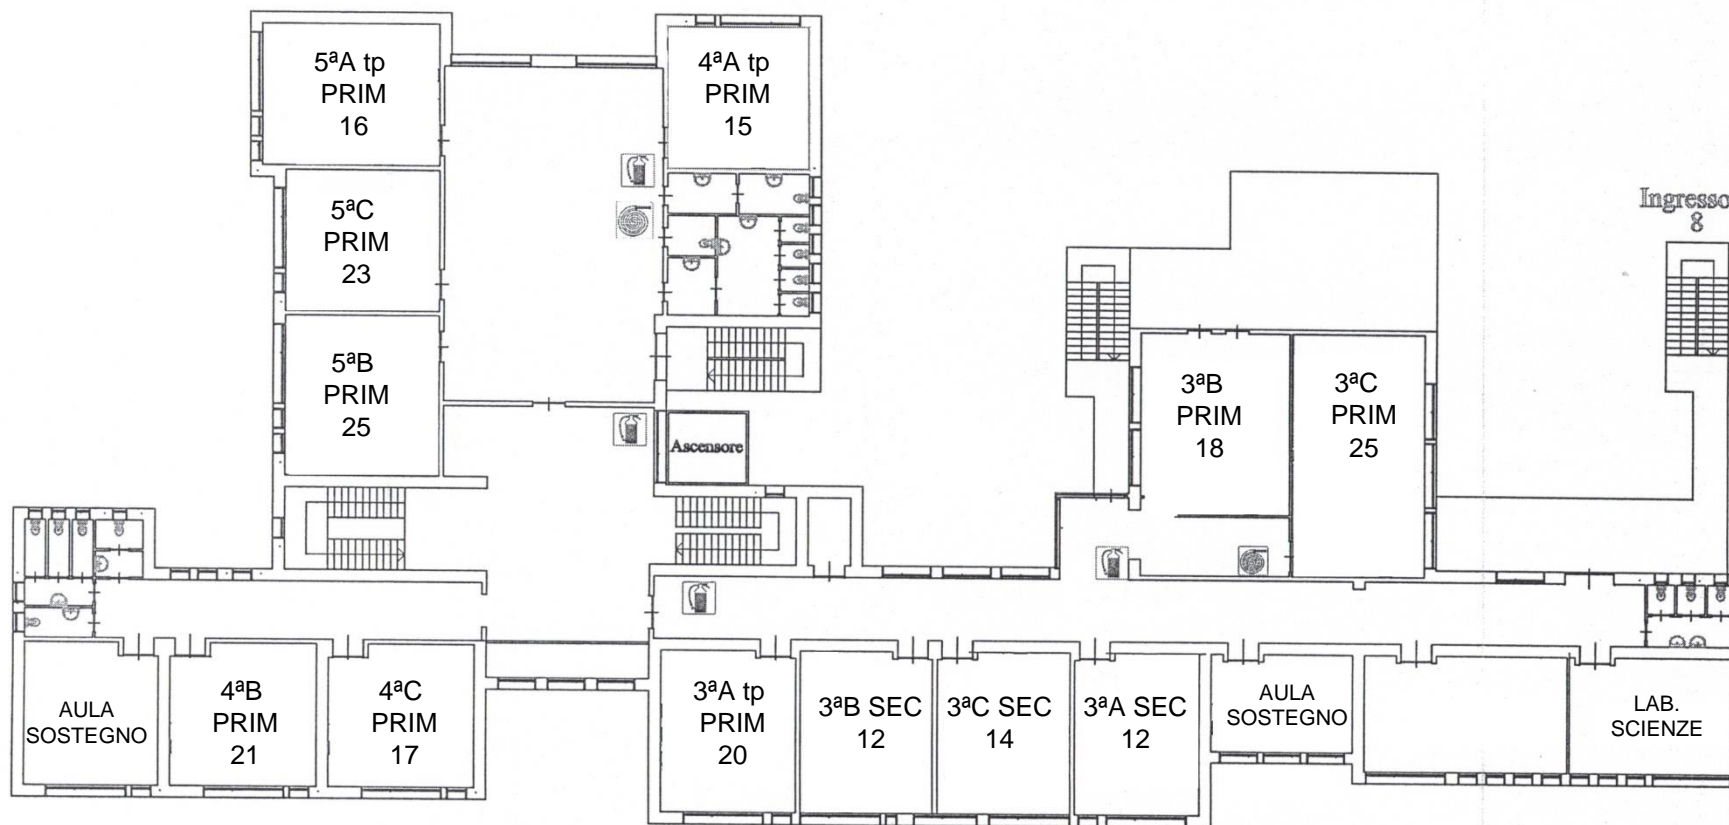 5ªA tp
PRIM
16
4ªA tp
PRIM
15
5ªC
PRIM
23
Ingresso
8
5ªB
PRIM
25
3ªB
PRIM
18
3ªC
PRIM
25
Ascensore
AULA
SOSTEGNO
4ªB
PRIM
21
4ªC
PRIM
17
3ªA tp
PRIM
20
3ªB SEC
12
3ªC SEC
14
3ªA SEC
12
AULA
SOSTEGNO
LAB.
SCIENZE